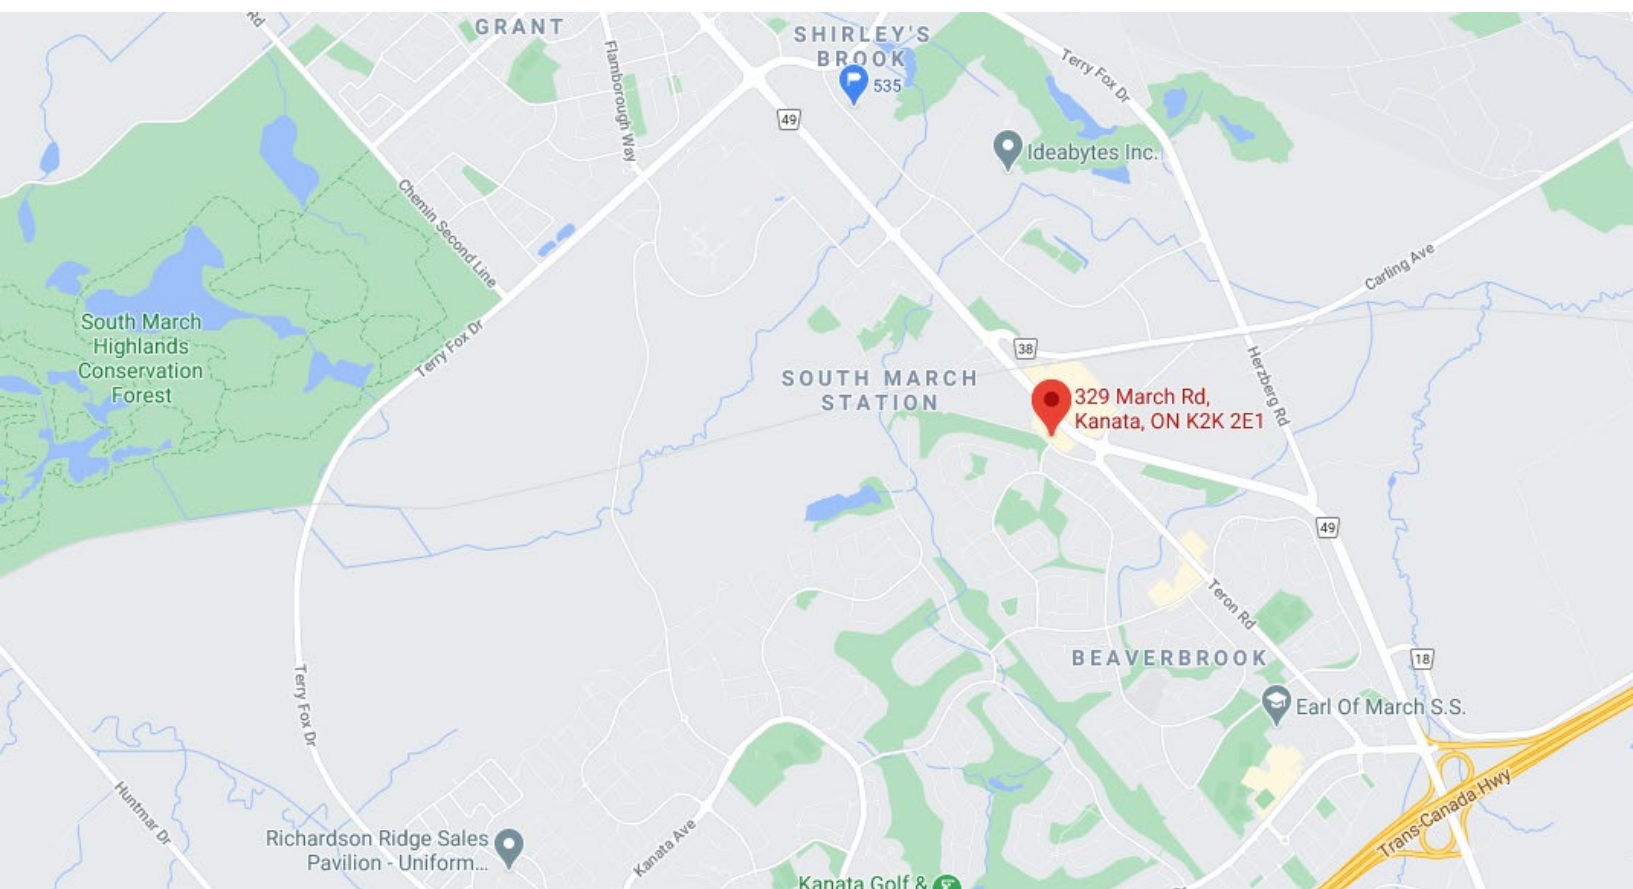 Rd
GRANT
SHIRLEY'S
BROOK
535
Flamborough Way
Terry Fox Dr
49
Ideabytes Inc.
Chemin Second Line
Carling Ave
South March
Highlands
Conservation
Forest
Terry Fox Dr
38
Herzberg Rd
SOUTH MARCH
STATION
329 March Rd,
Kanata, ON K2K 2E1
49
Teron Rd
BEAVERBROOK
18
Terry Fox Dr
Earl Of March S.S.
Huntmar Dr
Trans-Canada Hwy
Richardson Ridge Sales
Pavilion - Uniform...
Kanata Ave
Kanata Golf &